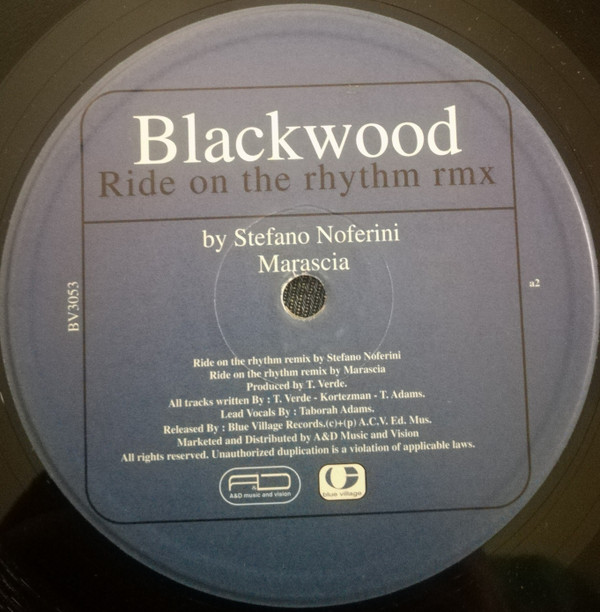 Blackwood
Ride on the rhythm rmx
by Stefano Noferini
Marascia
BV3053
a2
Ride on the rhythm remix by Stefano Noferini
Ride on the rhythm remix by Marascia
Produced by T. Verde.
All tracks written By : T. Verde - Kortezman - T. Adams.
Lead Vocals By : Taborah Adams.
Released By : Blue Village Records.(c)+(p) A.C.V. Ed. Mus.
Marketed and Distributed by A&D Music and Vision
All rights reserved. Unauthorized duplication is a violation of applicable laws.
A&D
A&D music and vision
blue village